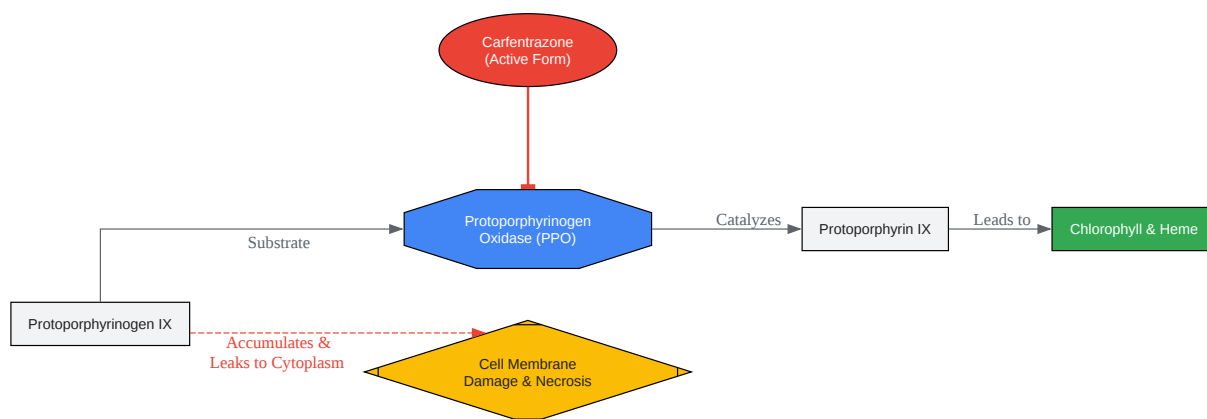 Carfentrazone
(Active Form)
Protoporphyrinogen
Oxidase (PPO)
Catalyzes
Protoporphyrin IX
Leads to
Chlorophyll & Heme
Substrate
Protoporphyrinogen IX
Accumulates &
Leaks to Cytoplasm
Cell Membrane
Damage & Necrosis